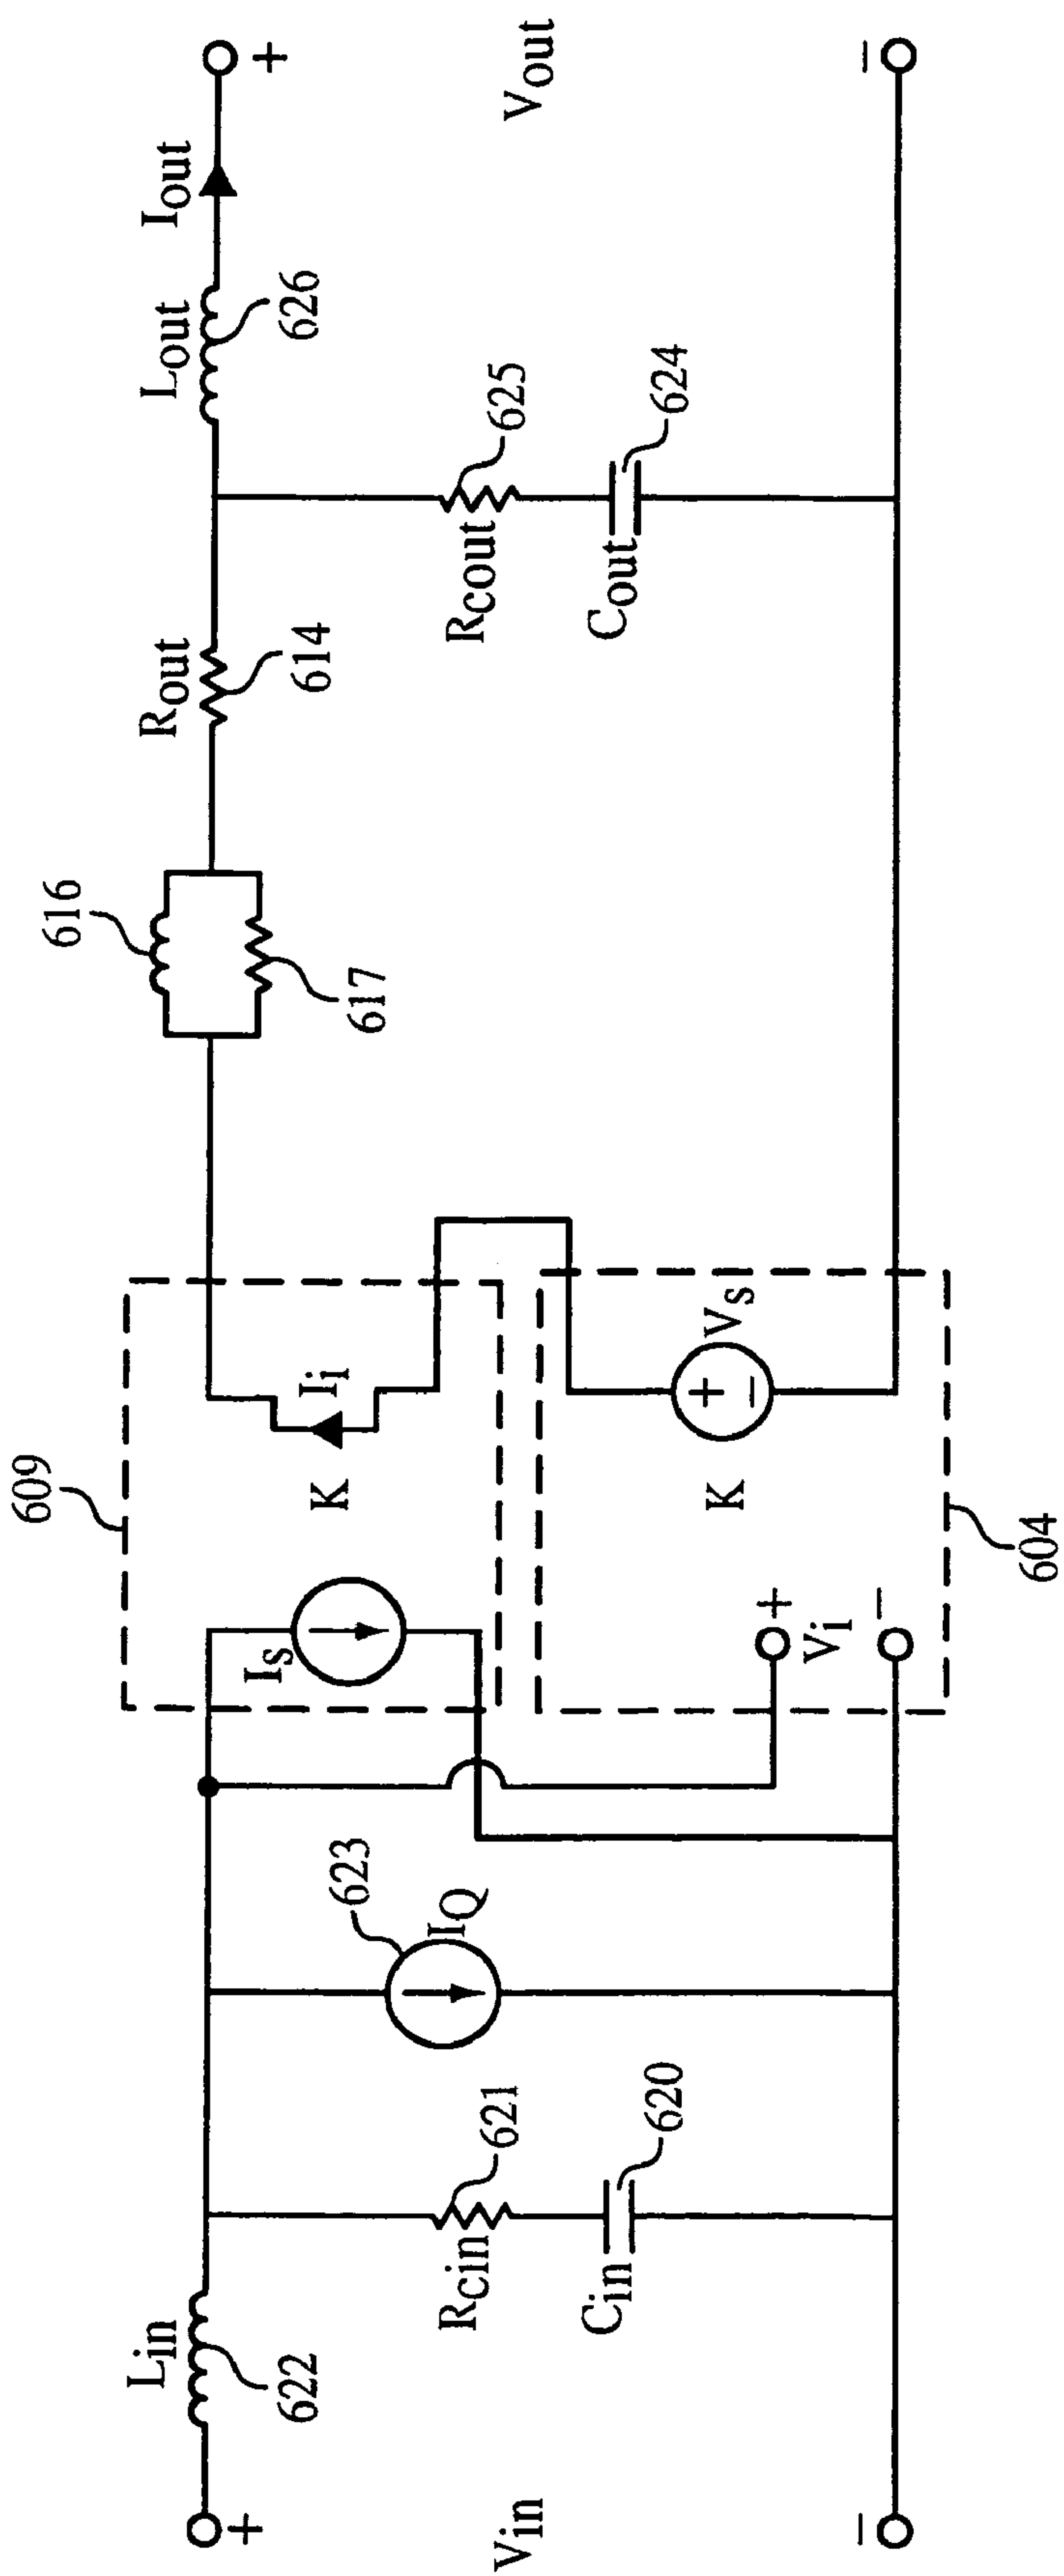 Vin
+
−
Lin
622
Rcin
621
Cin
620
623
IQ
609
Is
K
Ii
+
Vi
−
K
+
−
Vs
604
616
617
Rout
614
Rcout
625
Cout
624
Lout
626
Iout
+
Vout
−